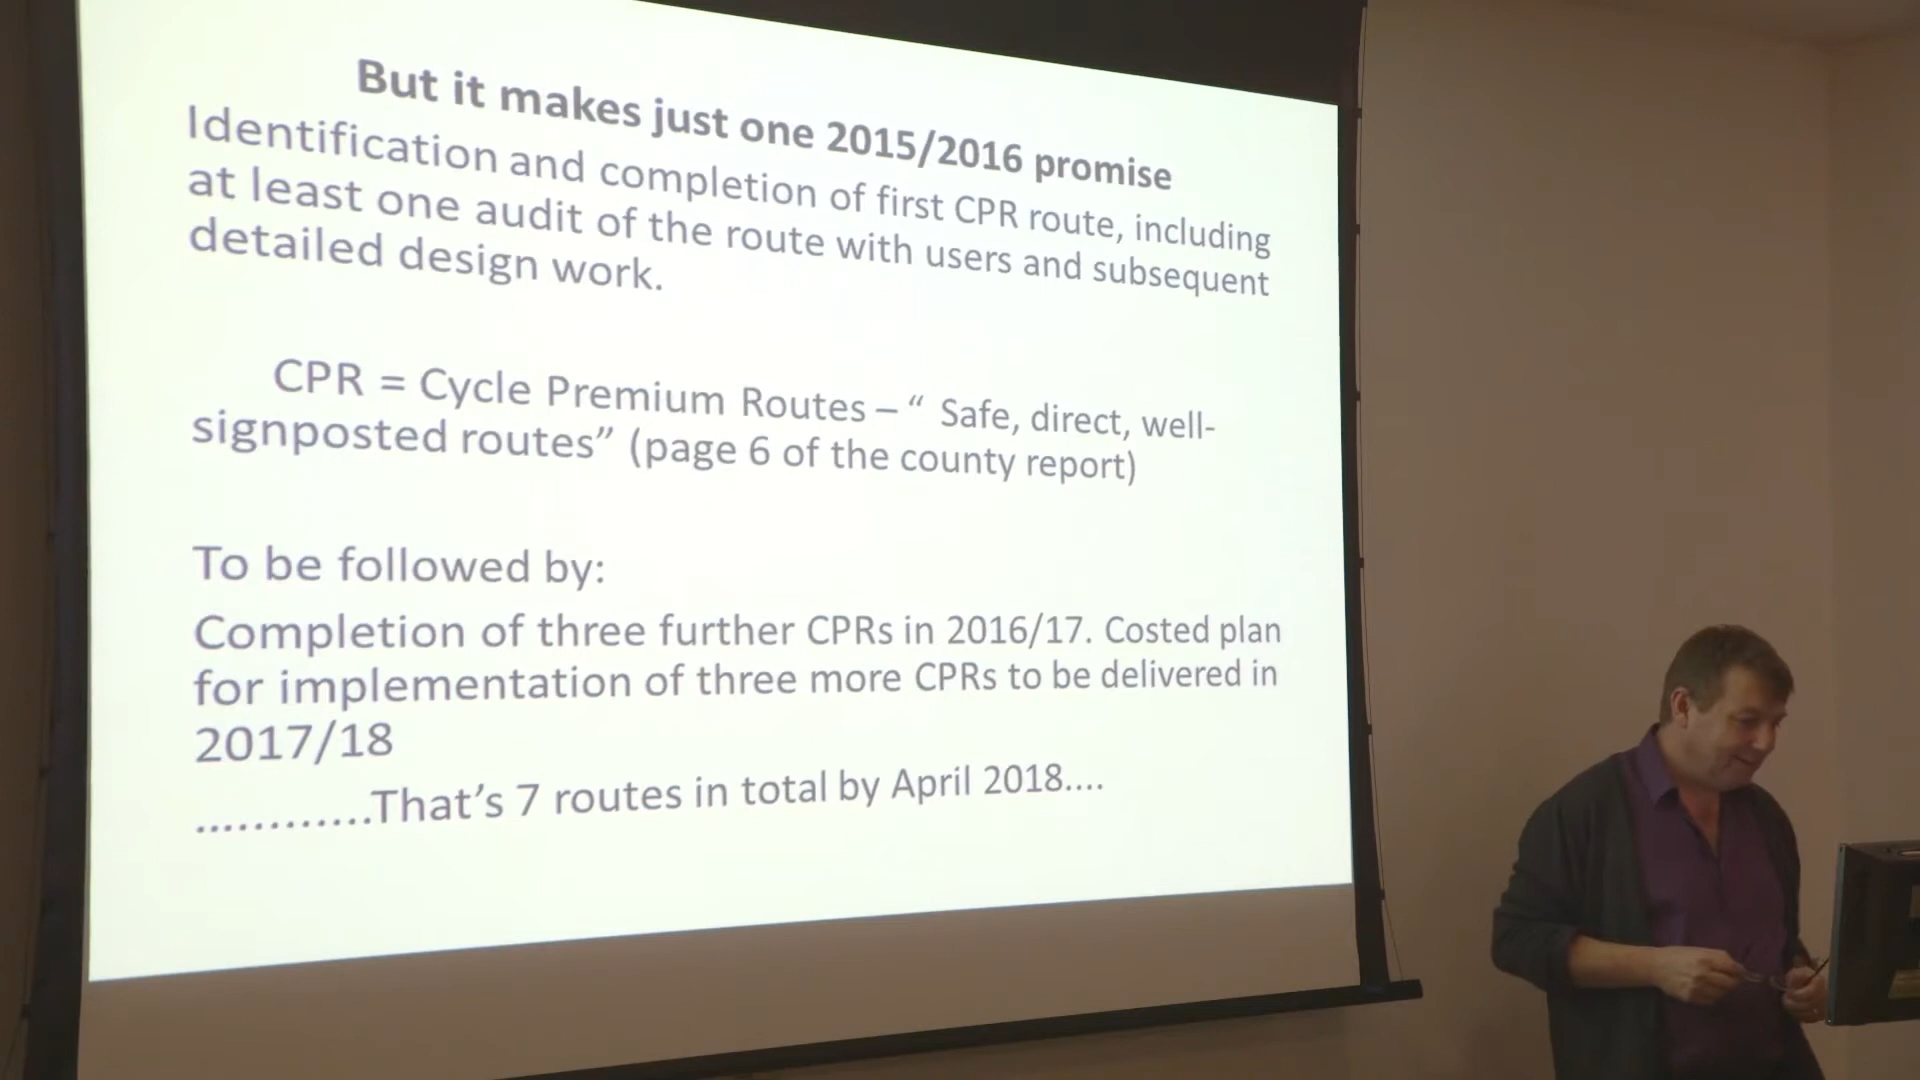 But it makes just one 2015/2016 promise
Identification and completion of first CPR route, including
at least one audit of the route with users and subsequent
detailed design work.
CPR = Cycle Premium Routes – “ Safe, direct, well-
signposted routes” (page 6 of the county report)
To be followed by:
Completion of three further CPRs in 2016/17. Costed plan
for implementation of three more CPRs to be delivered in
2017/18
............That’s 7 routes in total by April 2018....